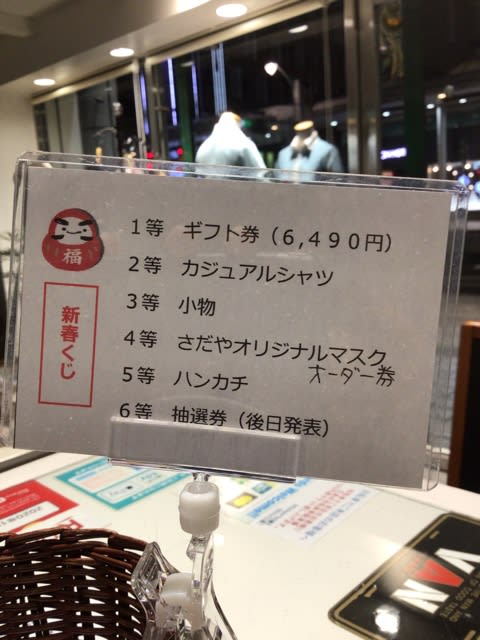 福
新春くじ
1等 ギフト券(6,490円)
2等 カジュアルシャツ
3等 小物
4等 さだやオリジナルマスク
オーダー券
5等 ハンカチ
6等 抽選券(後日発表)
VAN